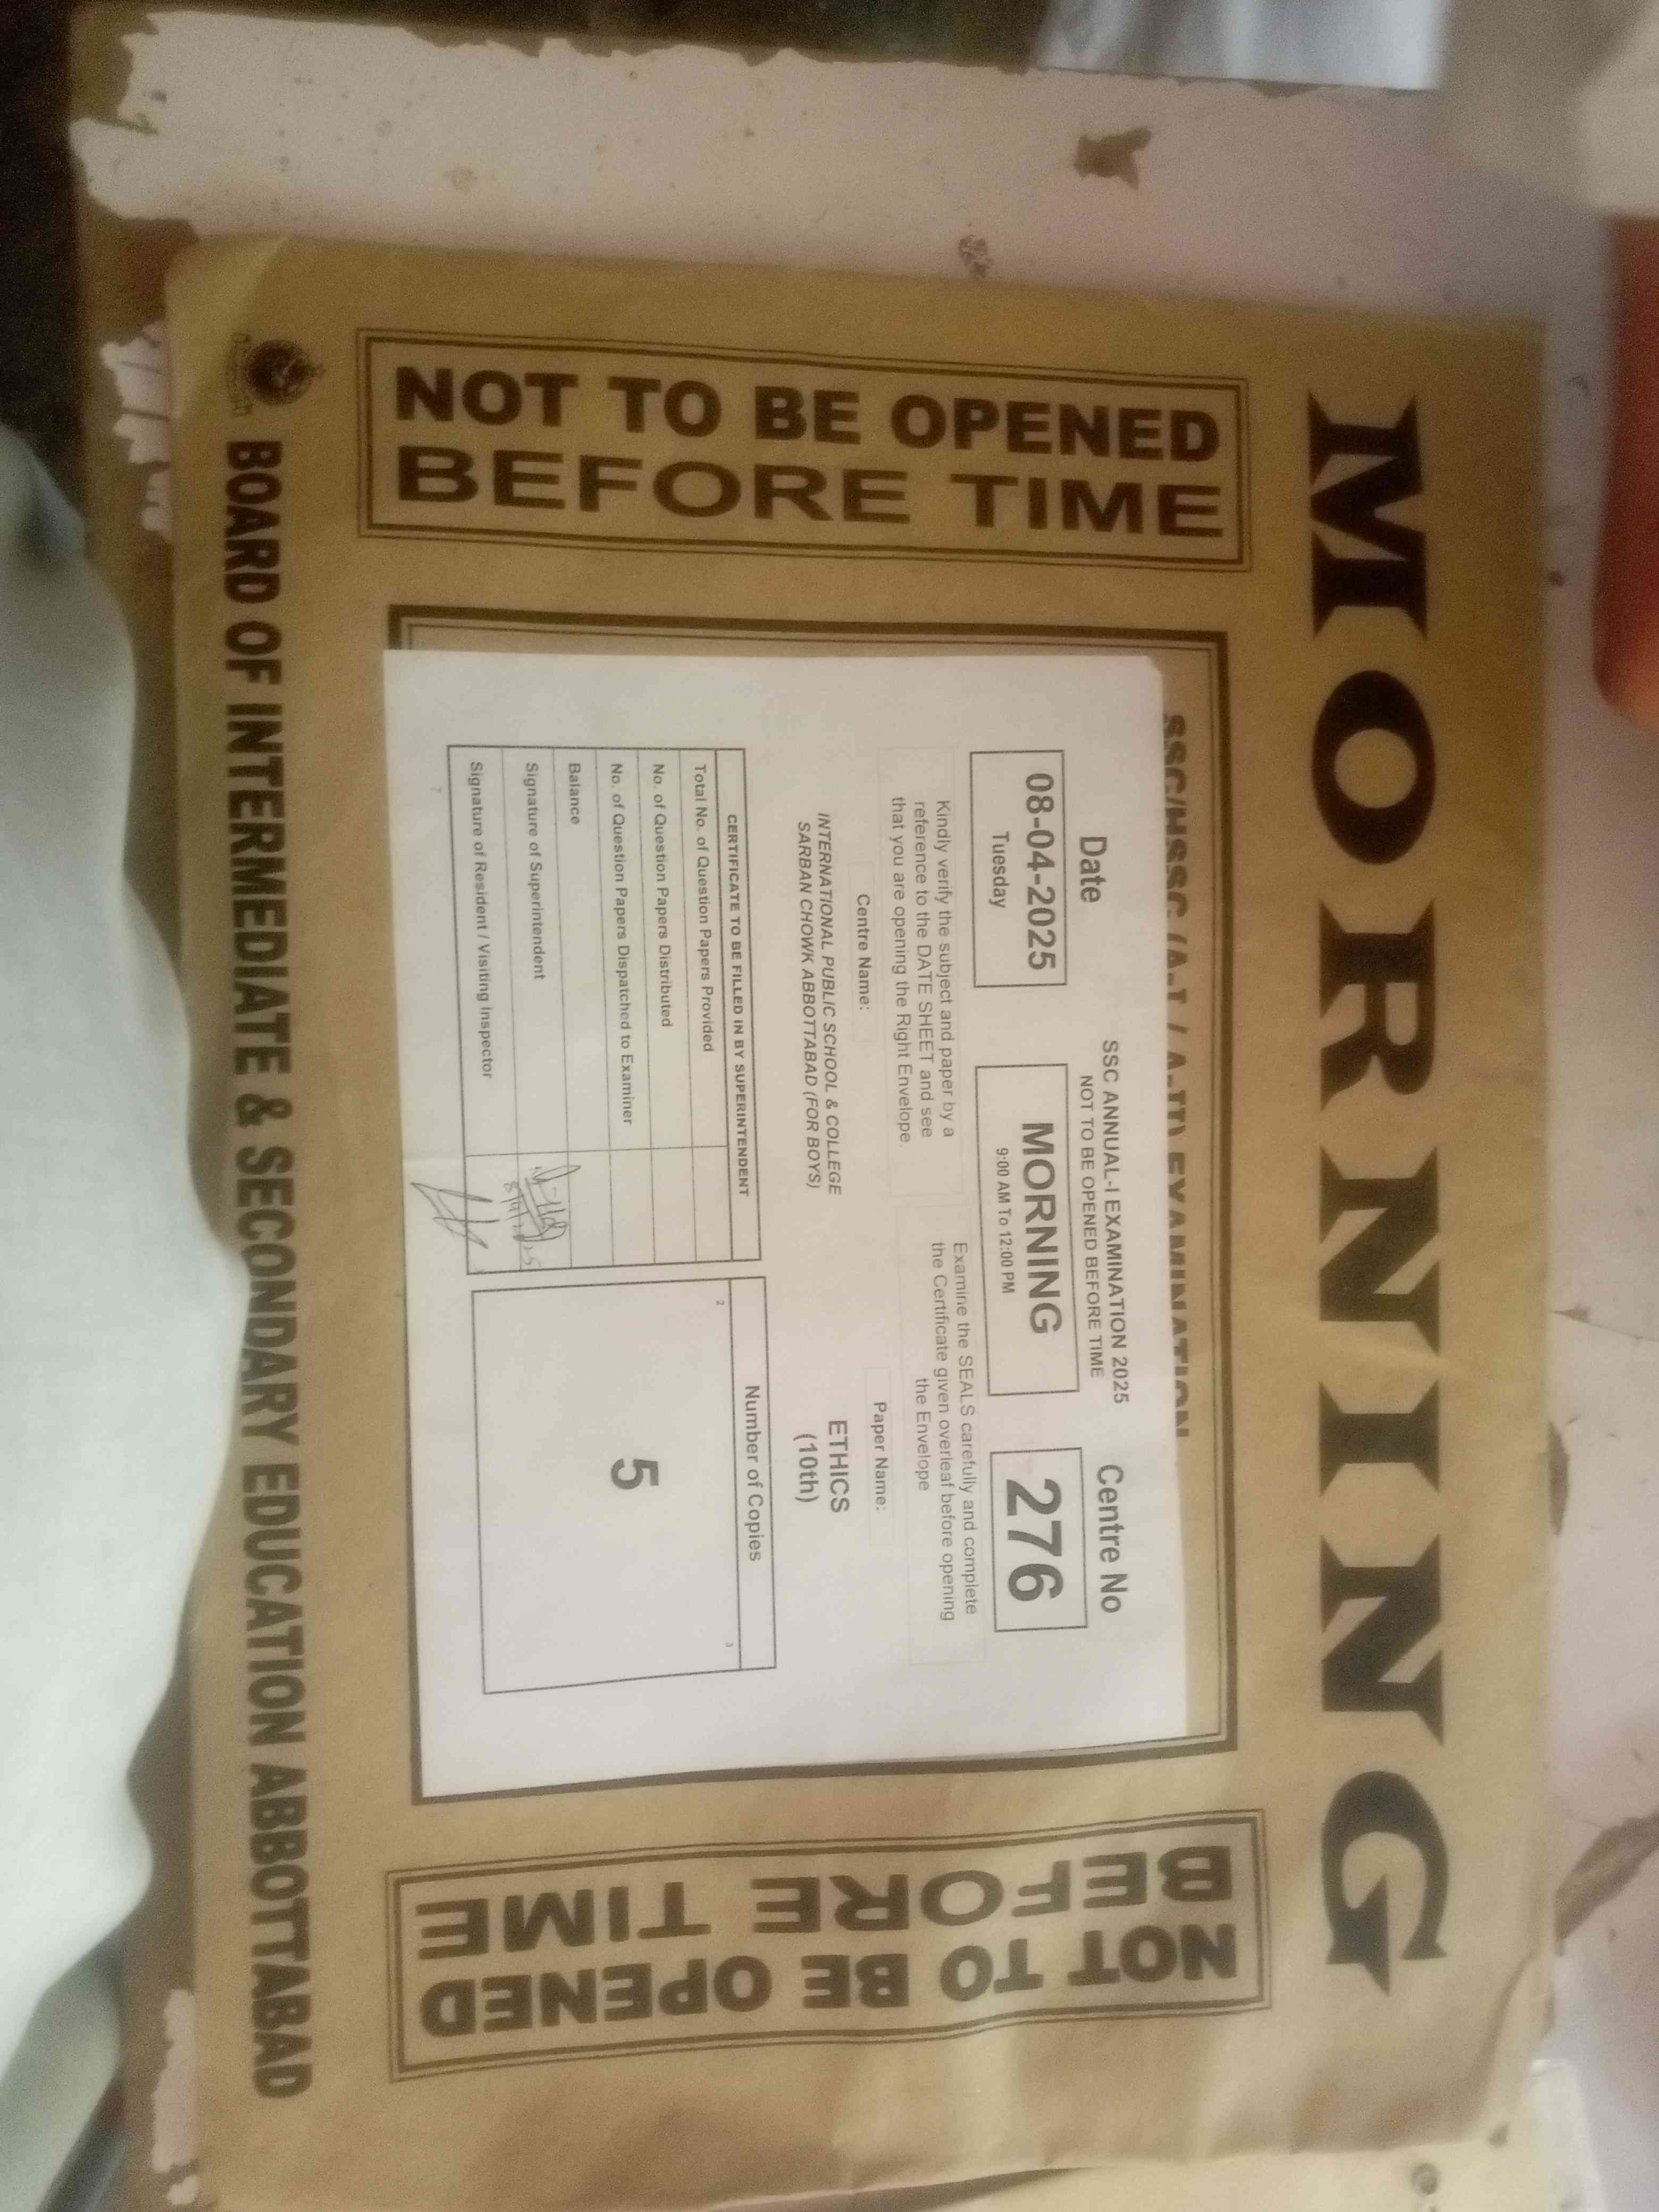 MORNING
NOT TO BE OPENED
BEFORE TIME
SSC/HSSC (A-I / A-II) EXAMINATION
Date
SSC ANNUAL-I EXAMINATION 2025
NOT TO BE OPENED BEFORE TIME
Centre No
08-04-2025
Tuesday
MORNING
9:00 AM To 12:00 PM
276
Kindly verify the subject and paper by a
reference to the DATE SHEET and see
that you are opening the Right Envelope
Examine the SEALS carefully and complete
the Certificate given overleaf before opening
the Envelope
Centre Name:
INTERNATIONAL PUBLIC SCHOOL & COLLEGE
SARBAN CHOWK ABBOTTABAD (FOR BOYS)
Paper Name:
ETHICS
(10th)
CERTIFICATE TO BE FILLED IN BY SUPERINTENDENT
Total No. of Question Papers Provided
No. of Question Papers Distributed
No. of Question Papers Dispatched to Examiner
Balance
Signature of Superintendent
Signature of Resident / Visiting Inspector
Number of Copies
2
3
5
NOT TO BE OPENED
BEFORE TIME
BOARD OF INTERMEDIATE & SECONDARY EDUCATION ABBOTTABAD